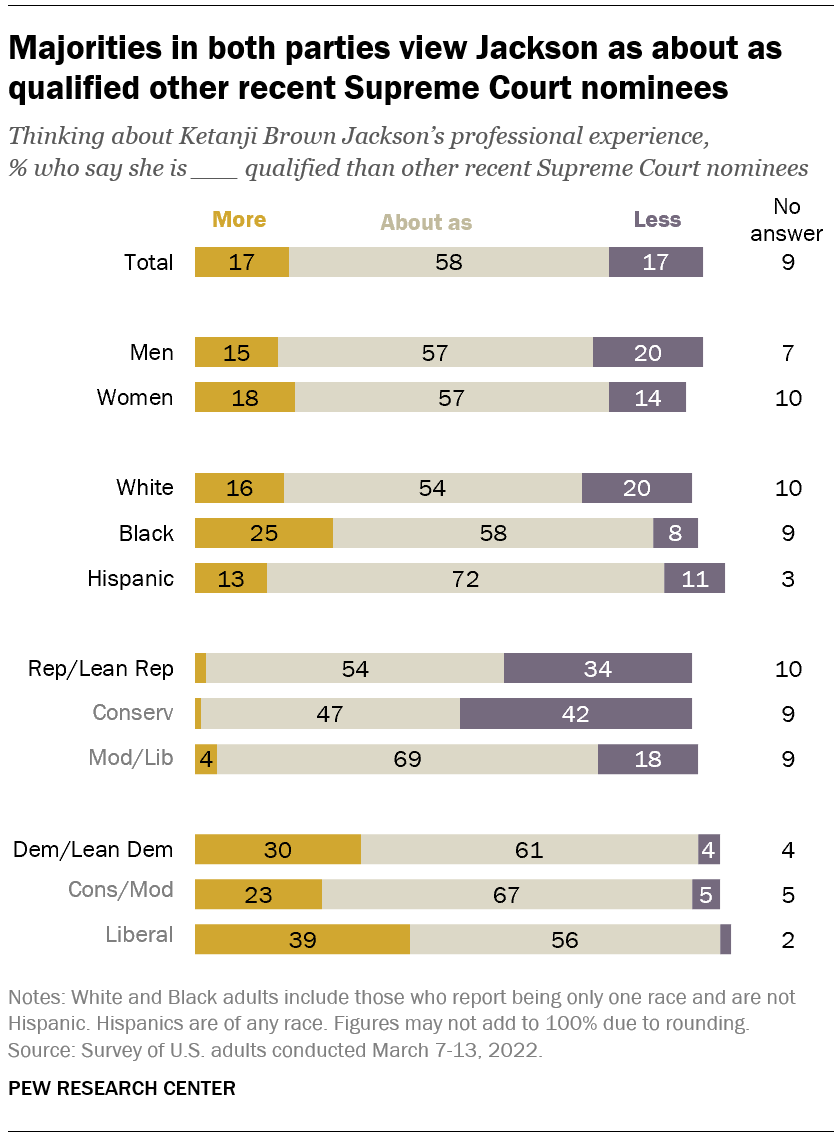 Majorities in both parties view Jackson as about as
qualified other recent Supreme Court nominees
Thinking about Ketanji Brown Jackson’s professional experience,
% who say she is ___ qualified than other recent Supreme Court nominees
More About as Less No answer
Total 17 58 17 9
Men 15 57 20 7
Women 18 57 14 10
White 16 54 20 10
Black 25 58 8 9
Hispanic 13 72 11 3
Rep/Lean Rep 54 34 10
Conserv 47 42 9
Mod/Lib 4 69 18 9
Dem/Lean Dem 30 61 4 4
Cons/Mod 23 67 5 5
Liberal 39 56 2
Notes: White and Black adults include those who report being only one race and are not
Hispanic. Hispanics are of any race. Figures may not add to 100% due to rounding.
Source: Survey of U.S. adults conducted March 7-13, 2022.
PEW RESEARCH CENTER